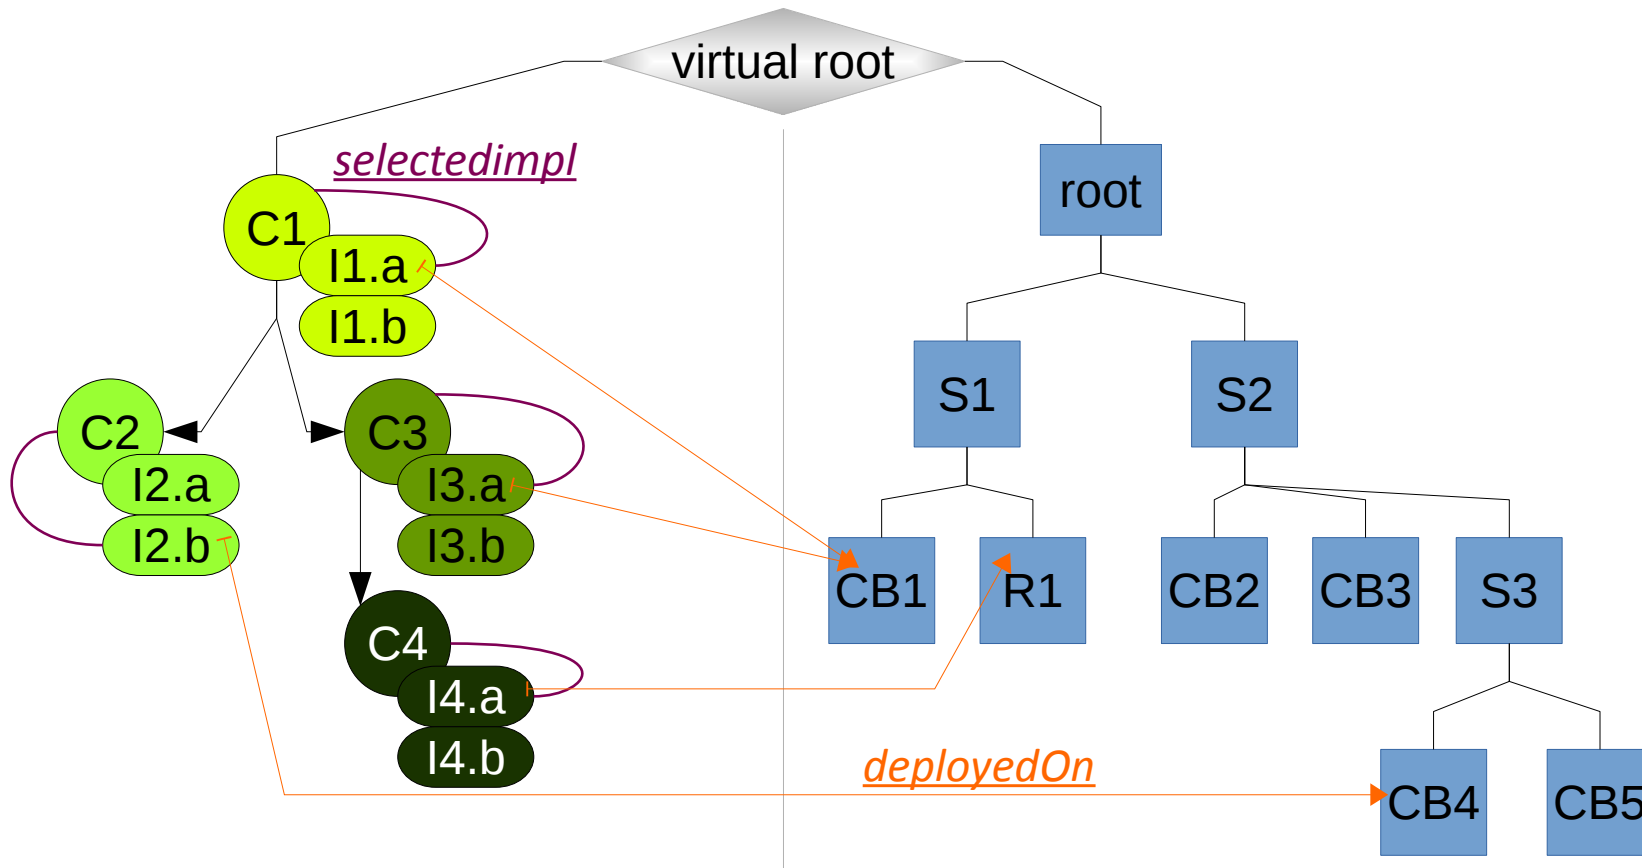 virtual root
selectedimpl
root
C1
I1.a
I1.b
S1
S2
C2
C3
I2.a
I3.a
I2.b
I3.b
CB1
R1
CB2
CB3
S3
C4
I4.a
I4.b
deployedOn
CB4
CB5